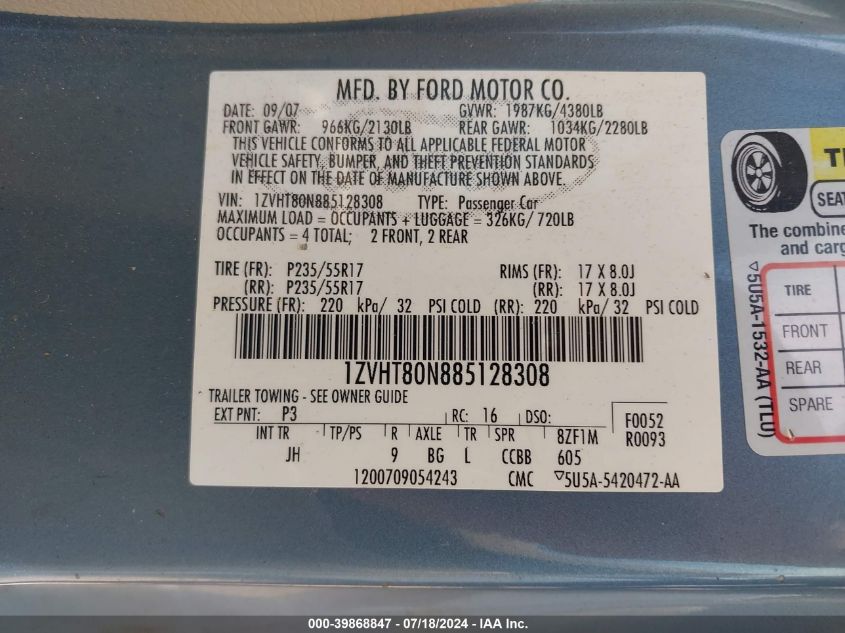 MFD. BY FORD MOTOR CO.
DATE: 09/07 GVWR: 1987KG/4380LB
FRONT GAWR: 966KG/2130LB REAR GAWR: 1034KG/2280LB
THIS VEHICLE CONFORMS TO ALL APPLICABLE FEDERAL MOTOR
VEHICLE SAFETY, BUMPER, AND THEFT PREVENTION STANDARDS
IN EFFECT ON THE DATE OF MANUFACTURE SHOWN ABOVE.
VIN: 1ZVHT80N885128308 TYPE: Passenger Car
MAXIMUM LOAD = OCCUPANTS + LUGGAGE = 326KG/ 720LB
OCCUPANTS = 4 TOTAL; 2 FRONT, 2 REAR
TIRE (FR): P235/55R17 RIMS (FR): 17 X 8.0J
(RR): P235/55R17 (RR): 17 X 8.0J
PRESSURE (FR): 220 kPa/ 32 PSI COLD (RR): 220 kPa/ 32 PSI COLD
1ZVHT80N885128308
TRAILER TOWING - SEE OWNER GUIDE
EXT PNT: P3 RC: 16 DSO: F0052
INT TR TP/PS R AXLE TR SPR 8ZF1M R0093
JH 9 BG L CCBB 605
1200709054243 CMC ▽5U5A-5420472-AA
SEAT
The combine
and carg
TIRE
FRONT
REAR
SPARE
▽5U5A-1532-AA (TLU)
000-39868847 - 07/18/2024 - IAA Inc.